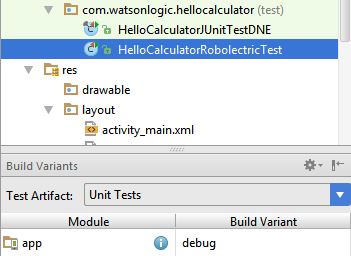 com.watsonlogic.hellocalculator (test)
HelloCalculatorJUnitTestDNE
HelloCalculatorRobolectricTest
res
drawable
layout
activity_main.xml
Build Variants
Test Artifact: Unit Tests
Module Build Variant
app debug